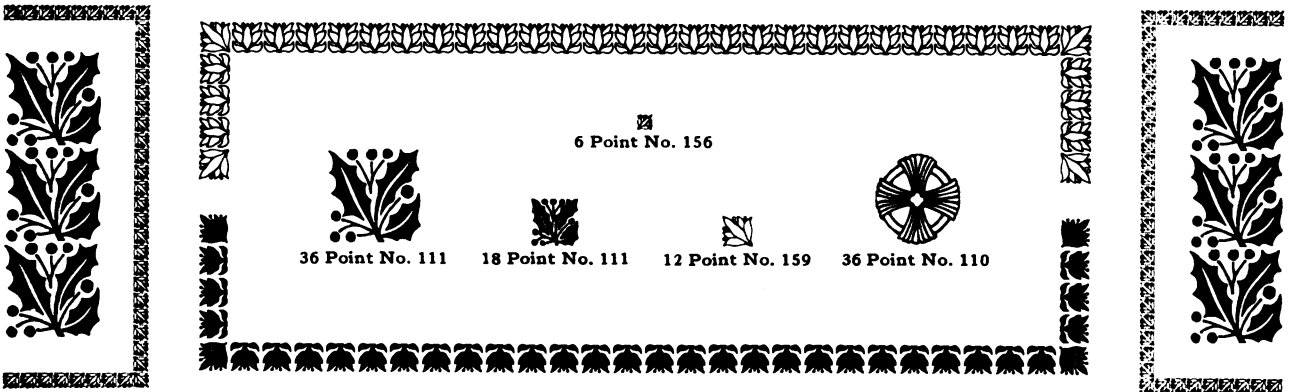 6 Point No. 156
36 Point No. 111
18 Point No. 111
12 Point No. 159
36 Point No. 110